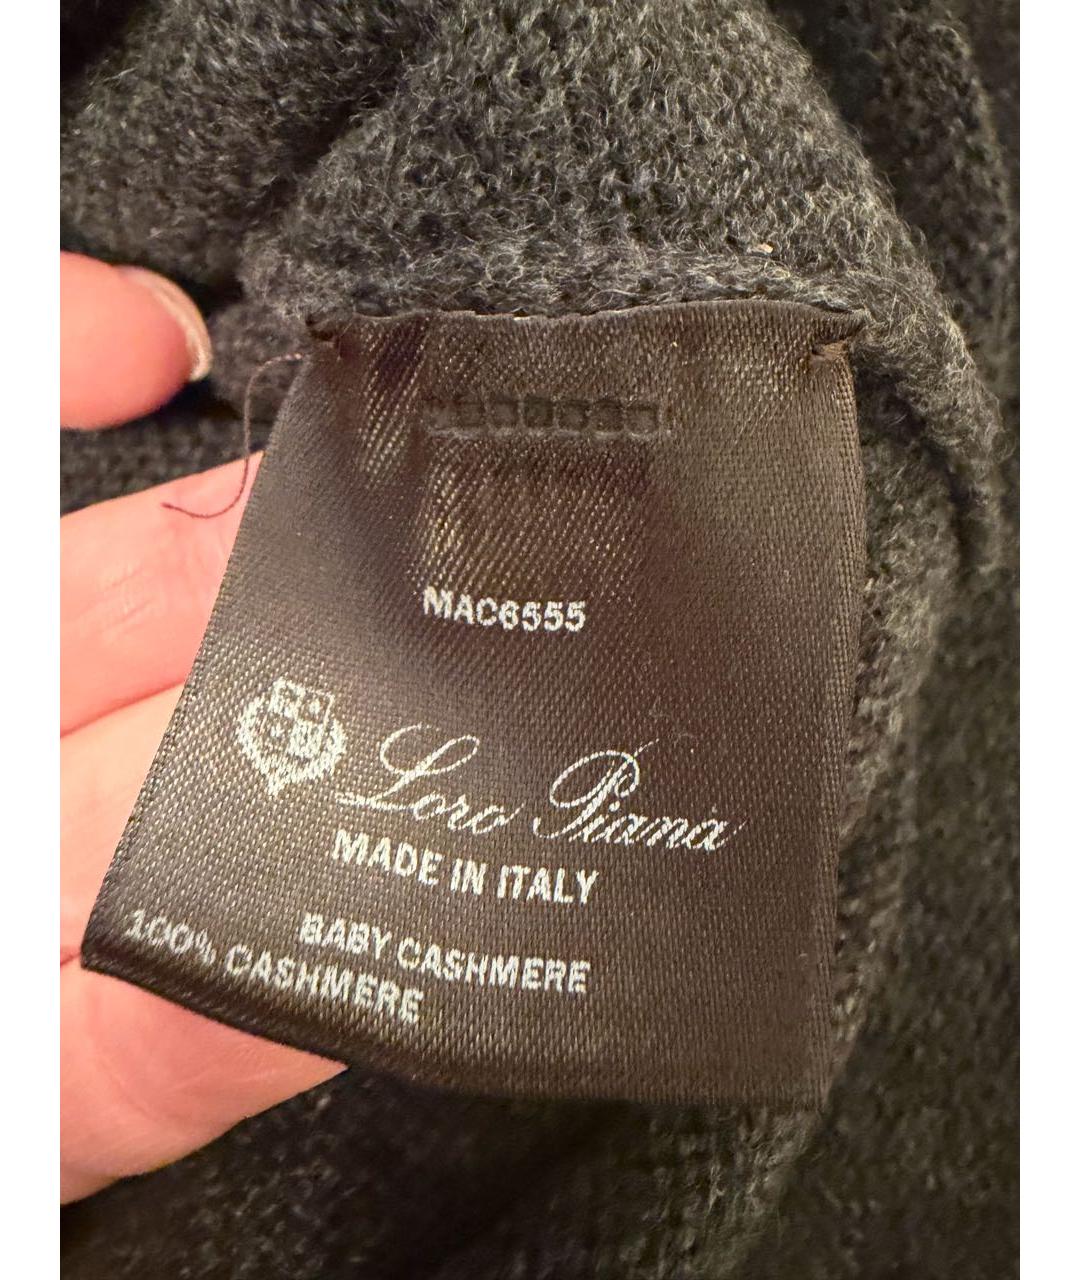 MAC6555
Loro Piana
MADE IN ITALY
BABY CASHMERE
100% CASHMERE